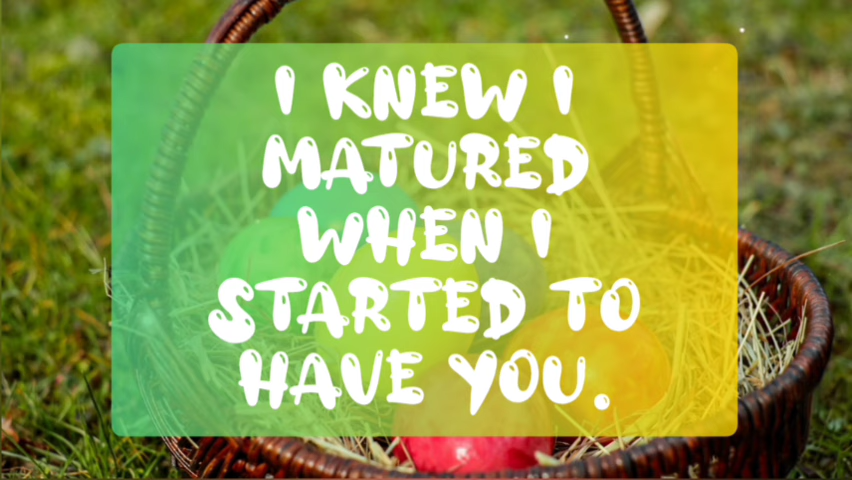 I KNEW I
MATURED
WHEN I
STARTED TO
HAVE YOU.